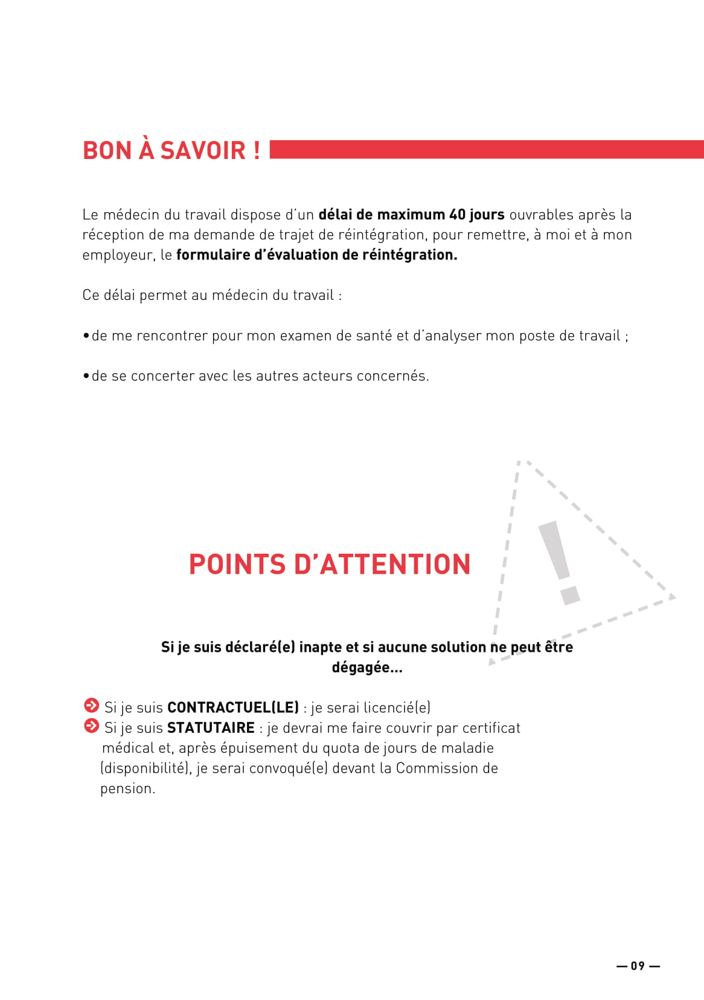 BON À SAVOIR !
Le médecin du travail dispose d’un délai de maximum 40 jours ouvrables après la
réception de ma demande de trajet de réintégration, pour remettre, à moi et à mon
employeur, le formulaire d’évaluation de réintégration.
Ce délai permet au médecin du travail :
•de me rencontrer pour mon examen de santé et d’analyser mon poste de travail ;
•de se concerter avec les autres acteurs concernés.
!
POINTS D’ATTENTION
Si je suis déclaré(e) inapte et si aucune solution ne peut être
dégagée...
Si je suis CONTRACTUEL(LE) : je serai licencié(e)
Si je suis STATUTAIRE : je devrai me faire couvrir par certificat
médical et, après épuisement du quota de jours de maladie
(disponibilité), je serai convoqué(e) devant la Commission de
pension.
— 09 —